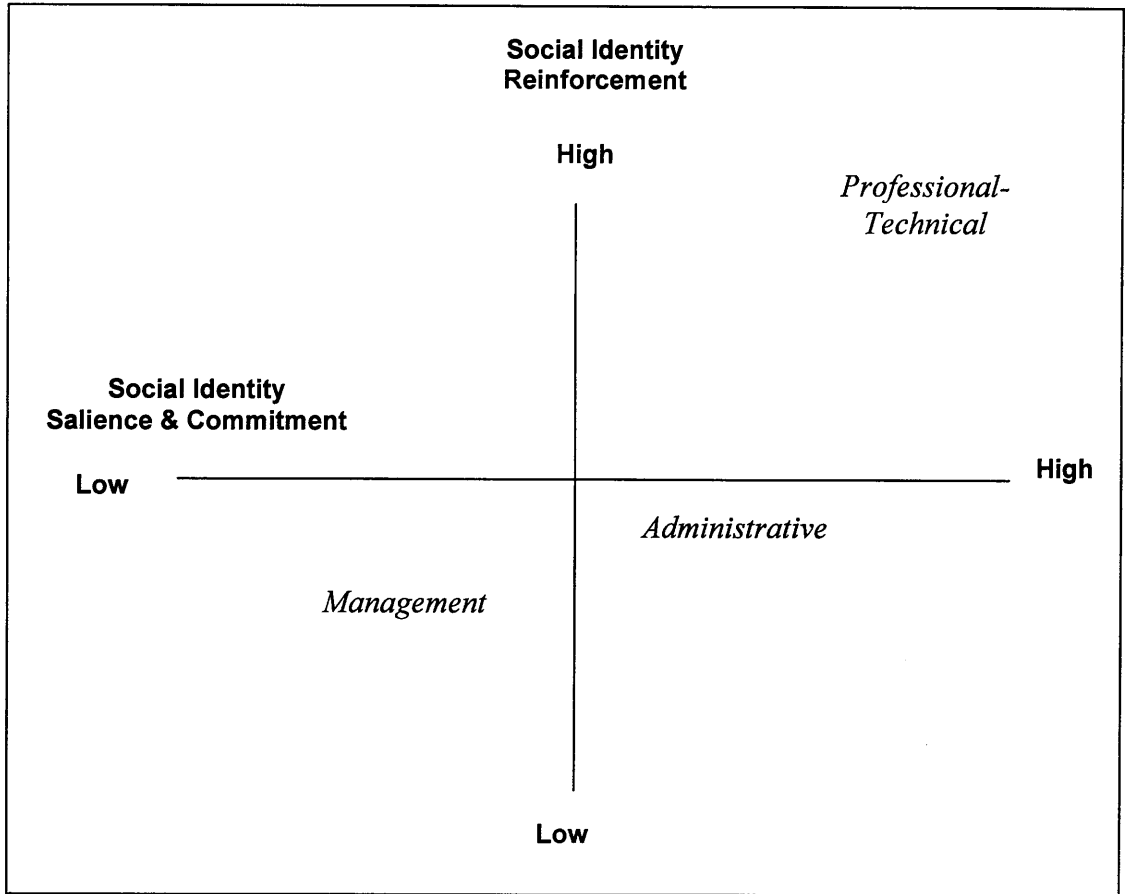 Social Identity
Reinforcement
High
Professional-
Technical
Social Identity
Salience & Commitment
Low
High
Administrative
Management
Low